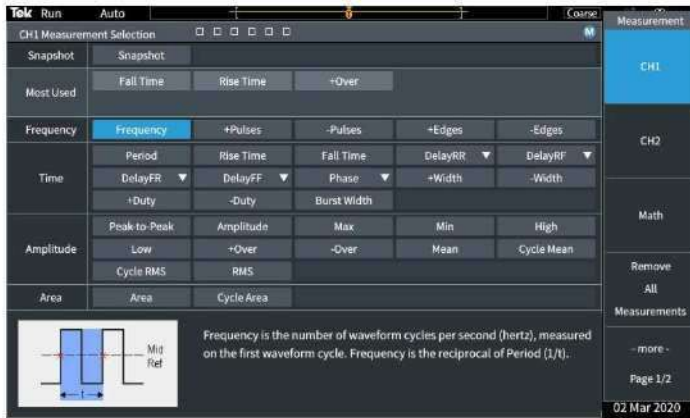 Tek Run Auto Coarse
Measurement
CH1 Measurement Selection M
Snapshot Snapshot
CH1
Most Used Fall Time Rise Time +Over
Frequency Frequency +Pulses -Pulses +Edges -Edges
CH2
Time Period Rise Time Fall Time DelayRR DelayRF
DelayFR DelayFF Phase +Width -Width
+Duty -Duty Burst Width
Math
Amplitude Peak-to-Peak Amplitude Max Min High
Low +Over -Over Mean Cycle Mean
Cycle RMS RMS
Remove
All
Measurements
Area Area Cycle Area
Mid
Ref
t
Frequency is the number of waveform cycles per second (hertz), measured
on the first waveform cycle. Frequency is the reciprocal of Period (1/t).
- more -
Page 1/2
02 Mar 2020